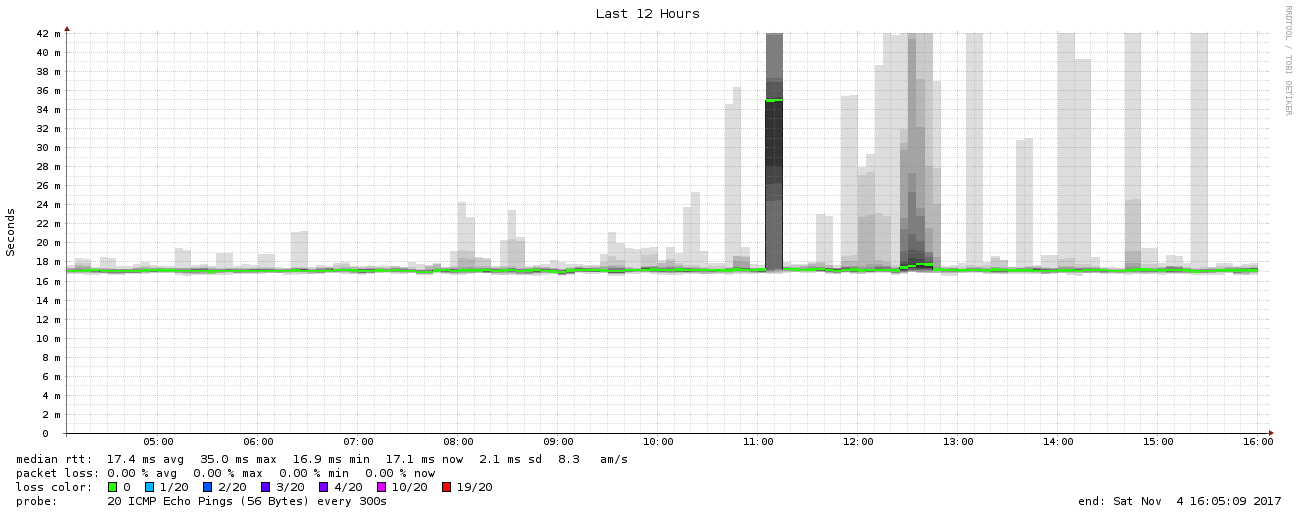 Last 12 Hours
RRDTOOL / TOBI OETIKER
Seconds
42 m
40 m
38 m
36 m
34 m
32 m
30 m
28 m
26 m
24 m
22 m
20 m
18 m
16 m
14 m
12 m
10 m
8 m
6 m
4 m
2 m
0
05:00 06:00 07:00 08:00 09:00 10:00 11:00 12:00 13:00 14:00 15:00 16:00
median rtt: 17.4 ms avg 35.0 ms max 16.9 ms min 17.1 ms now 2.1 ms sd 8.3 am/s
packet loss: 0.00 % avg 0.00 % max 0.00 % min 0.00 % now
loss color: 0 1/20 2/20 3/20 4/20 10/20 19/20
probe: 20 ICMP Echo Pings (56 Bytes) every 300s end: Sat Nov 4 16:05:09 2017